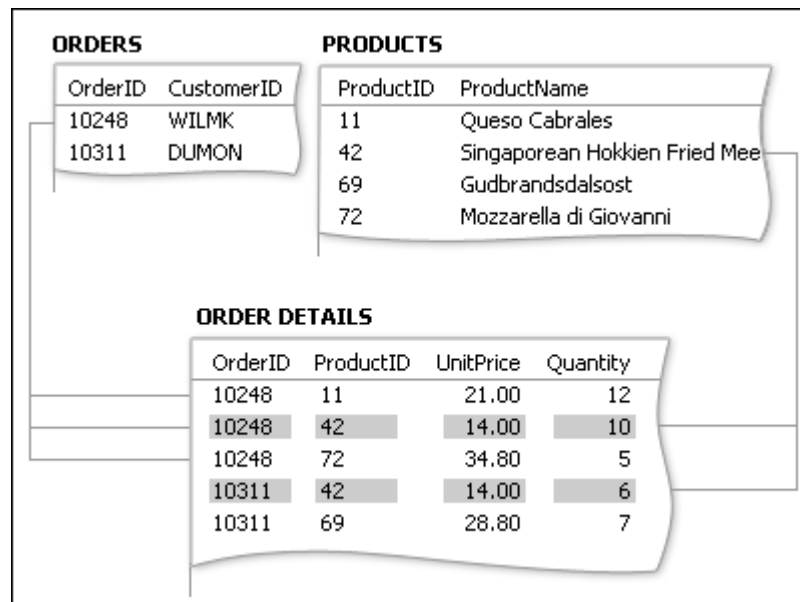 ORDERS
OrderID CustomerID
10248 WILMK
10311 DUMON
PRODUCTS
ProductID ProductName
11 Queso Cabrales
42 Singaporean Hokkien Fried Mee
69 Gudbrandsdalsost
72 Mozzarella di Giovanni
ORDER DETAILS
OrderID ProductID UnitPrice Quantity
10248 11 21.00 12
10248 42 14.00 10
10248 72 34.80 5
10311 42 14.00 6
10311 69 28.80 7